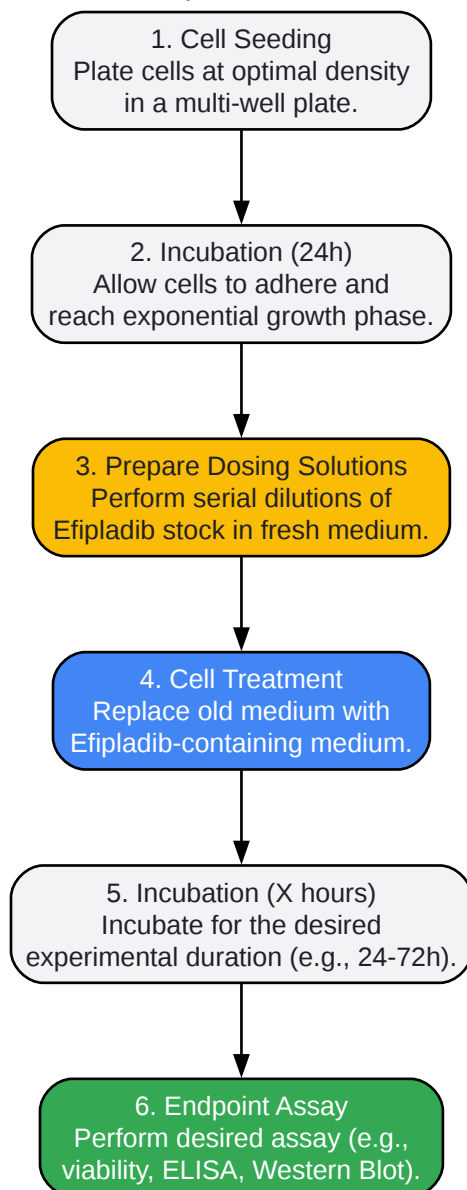 1. Cell Seeding
Plate cells at optimal density
in a multi-well plate.
2. Incubation (24h)
Allow cells to adhere and
reach exponential growth phase.
3. Prepare Dosing Solutions
Perform serial dilutions of
Efipladib stock in fresh medium.
4. Cell Treatment
Replace old medium with
Efipladib-containing medium.
5. Incubation (X hours)
Incubate for the desired
experimental duration (e.g., 24-72h).
6. Endpoint Assay
Perform desired assay (e.g.,
viability, ELISA, Western Blot).